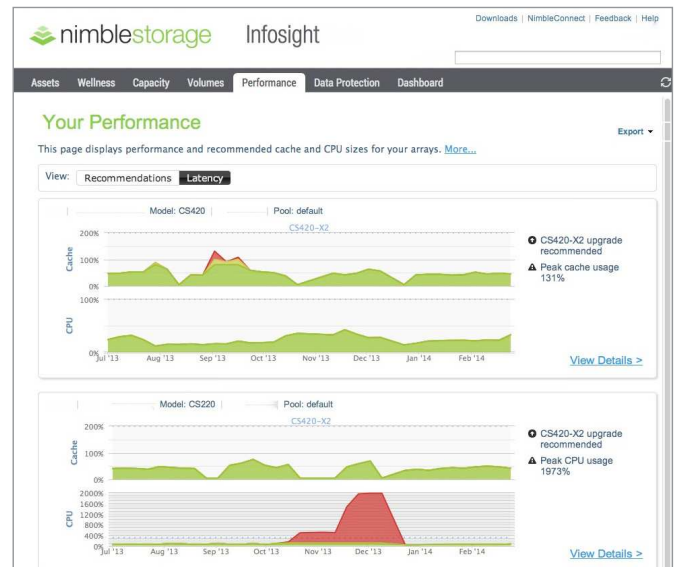 Downloads | NimbleConnect | Feedback | Help
nimblestorage Infosight
Assets Wellness Capacity Volumes Performance Data Protection Dashboard
Your Performance
Export
This page displays performance and recommended cache and CPU sizes for your arrays. More...
View: Recommendations Latency
Model: CS420 Pool: default
CS420-X2
200%
100%
0%
Cache
100%
0%
CPU
Jul '13 Aug '13 Sep '13 Oct '13 Nov '13 Dec '13 Jan '14 Feb '14
CS420-X2 upgrade
recommended
Peak cache usage
131%
View Details >
Model: CS220 Pool: default
CS420-X2
200%
100%
0%
Cache
2000%
1600%
1200%
800%
400%
0%
CPU
Jul '13 Aug '13 Sep '13 Oct '13 Nov '13 Dec '13 Jan '14 Feb '14
CS420-X2 upgrade
recommended
Peak CPU usage
1973%
View Details >